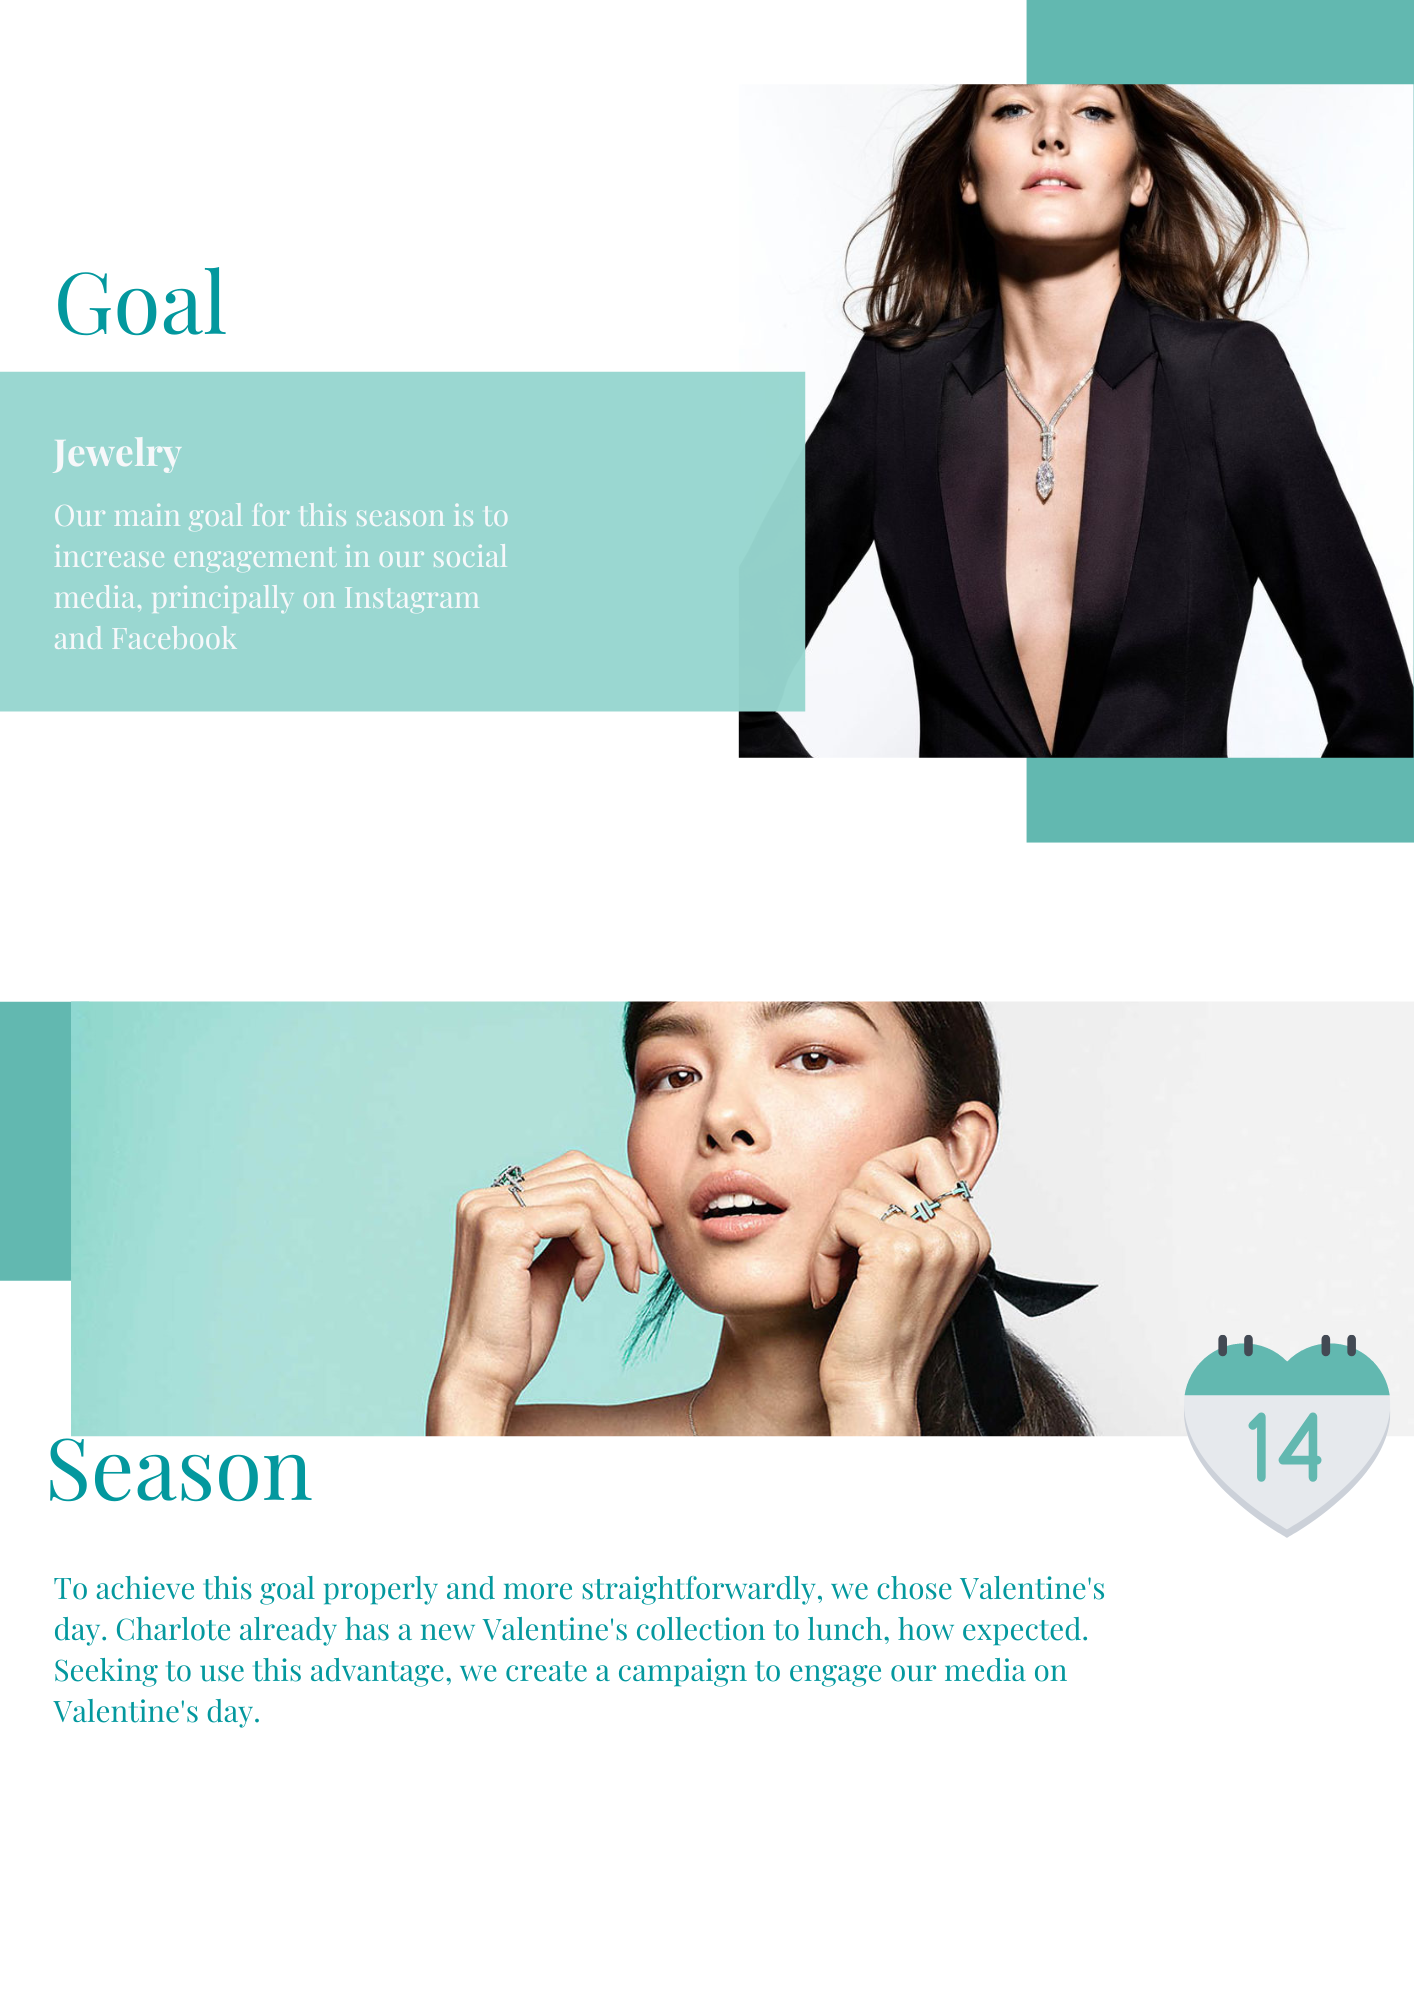 Goal
Jewelry
Our main goal for this season is to
increase engagement in our social
media, principally on Instagram
and Facebook
14
Season
To achieve this goal properly and more straightforwardly, we chose Valentine's
day. Charlote already has a new Valentine's collection to lunch, how expected.
Seeking to use this advantage, we create a campaign to engage our media on
Valentine's day.